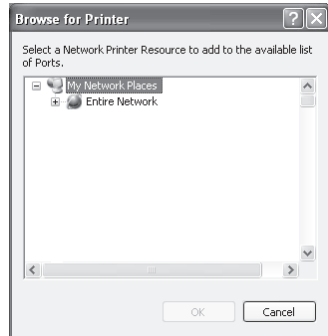 Browse for Printer
Select a Network Printer Resource to add to the available list
of Ports.
My Network Places
Entire Network
OK
Cancel